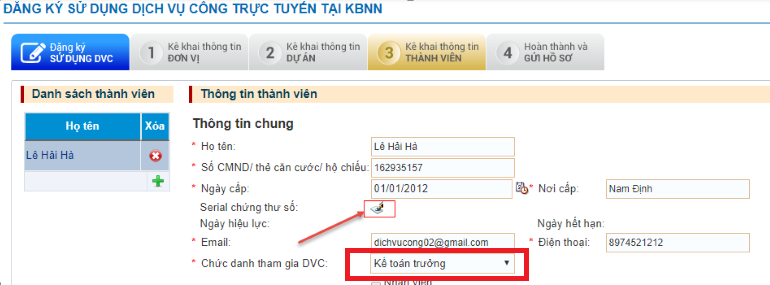 ĐĂNG KÝ SỬ DỤNG DỊCH VỤ CÔNG TRỰC TUYẾN TẠI KBNN
Đăng ký
SỬ DỤNG DVC
1 Kê khai thông tin
ĐƠN VỊ
2 Kê khai thông tin
DỰ ÁN
3 Kê khai thông tin
THÀNH VIÊN
4 Hoàn thành và
GỬI HỒ SƠ
Danh sách thành viên
Họ tên Xóa
Lê Hải Hà
Thông tin thành viên
Thông tin chung
* Họ tên: Lê Hải Hà
* Số CMND/ thẻ căn cước/ hộ chiếu: 162935157
* Ngày cấp: 01/01/2012 * Nơi cấp: Nam Định
Serial chứng thư số:
Ngày hiệu lực: Ngày hết hạn:
* Email: dichvucong02@gmail.com * Điện thoại: 8974521212
* Chức danh tham gia DVC: Kế toán trưởng
Nhân viên